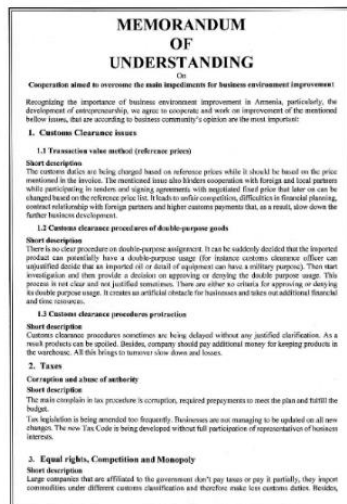 MEMORANDUM
OF
UNDERSTANDING
On
Cooperation aimed to overcome the main impediments for business environment improvement
Recognizing the importance of business environment improvement in Armenia, particularly, the
development of entrepreneurship, we agree to cooperate and work on improvement of the mentioned
bellow issues, that are according to business community's opinion are the most important:
1. Customs Clearance issues
1.1 Transaction value method (reference prices)
Short description
The customs duties are being charged based on reference prices while it should be based on the price
mentioned in the invoice. The mentioned issue also hinders cooperation with foreign and local partners
while participating in tenders and signing agreements with negotiated fixed price that later on can be
changed based on the reference price list. It leads to unfair competition, difficulties in financial planning,
contract relationship with foreign partners and higher customs payments that, as a result, slow down the
further business development.
1.2 Customs clearance procedures of double-purpose goods
Short description
There is no clear procedure on double-purpose assignment. It can be suddenly decided that the imported
product can potentially have a double-purpose usage (for instance customs clearance officer can
unjustified decide that an imported oil or detail of equipment can have a military purpose). Then start
investigation and then provide a decision on approving or denying the double purpose usage. This
process is not clear and not justified sometimes. There are either no criteria for approving or denying
its double purpose usage. It creates an artificial obstacle for businesses and takes out additional financial
and time resources.
1.3 Customs clearance procedures protraction
Short description
Customs clearance procedures sometimes are being delayed without any justified clarification. As a
result products can be spoiled. Besides, company should pay additional money for keeping products in
the warehouse. All this brings to turnover slow down and losses.
2. Taxes
Corruption and abuse of authority
Short description
The main complain in tax procedure is corruption, required prepayments to meet the plan and fulfill the
budget.
Tax legislation is being amended too frequently. Businesses are not managing to be updated on all new
changes. The new Tax Code is being developed without full participation of representatives of business
interests.
3. Equal rights, Competition and Monopoly
Short description
Large companies that are affiliated to the government don't pay taxes or pay it partially, they import
commodities under different customs classification and therefore make less customs duties. Besides,